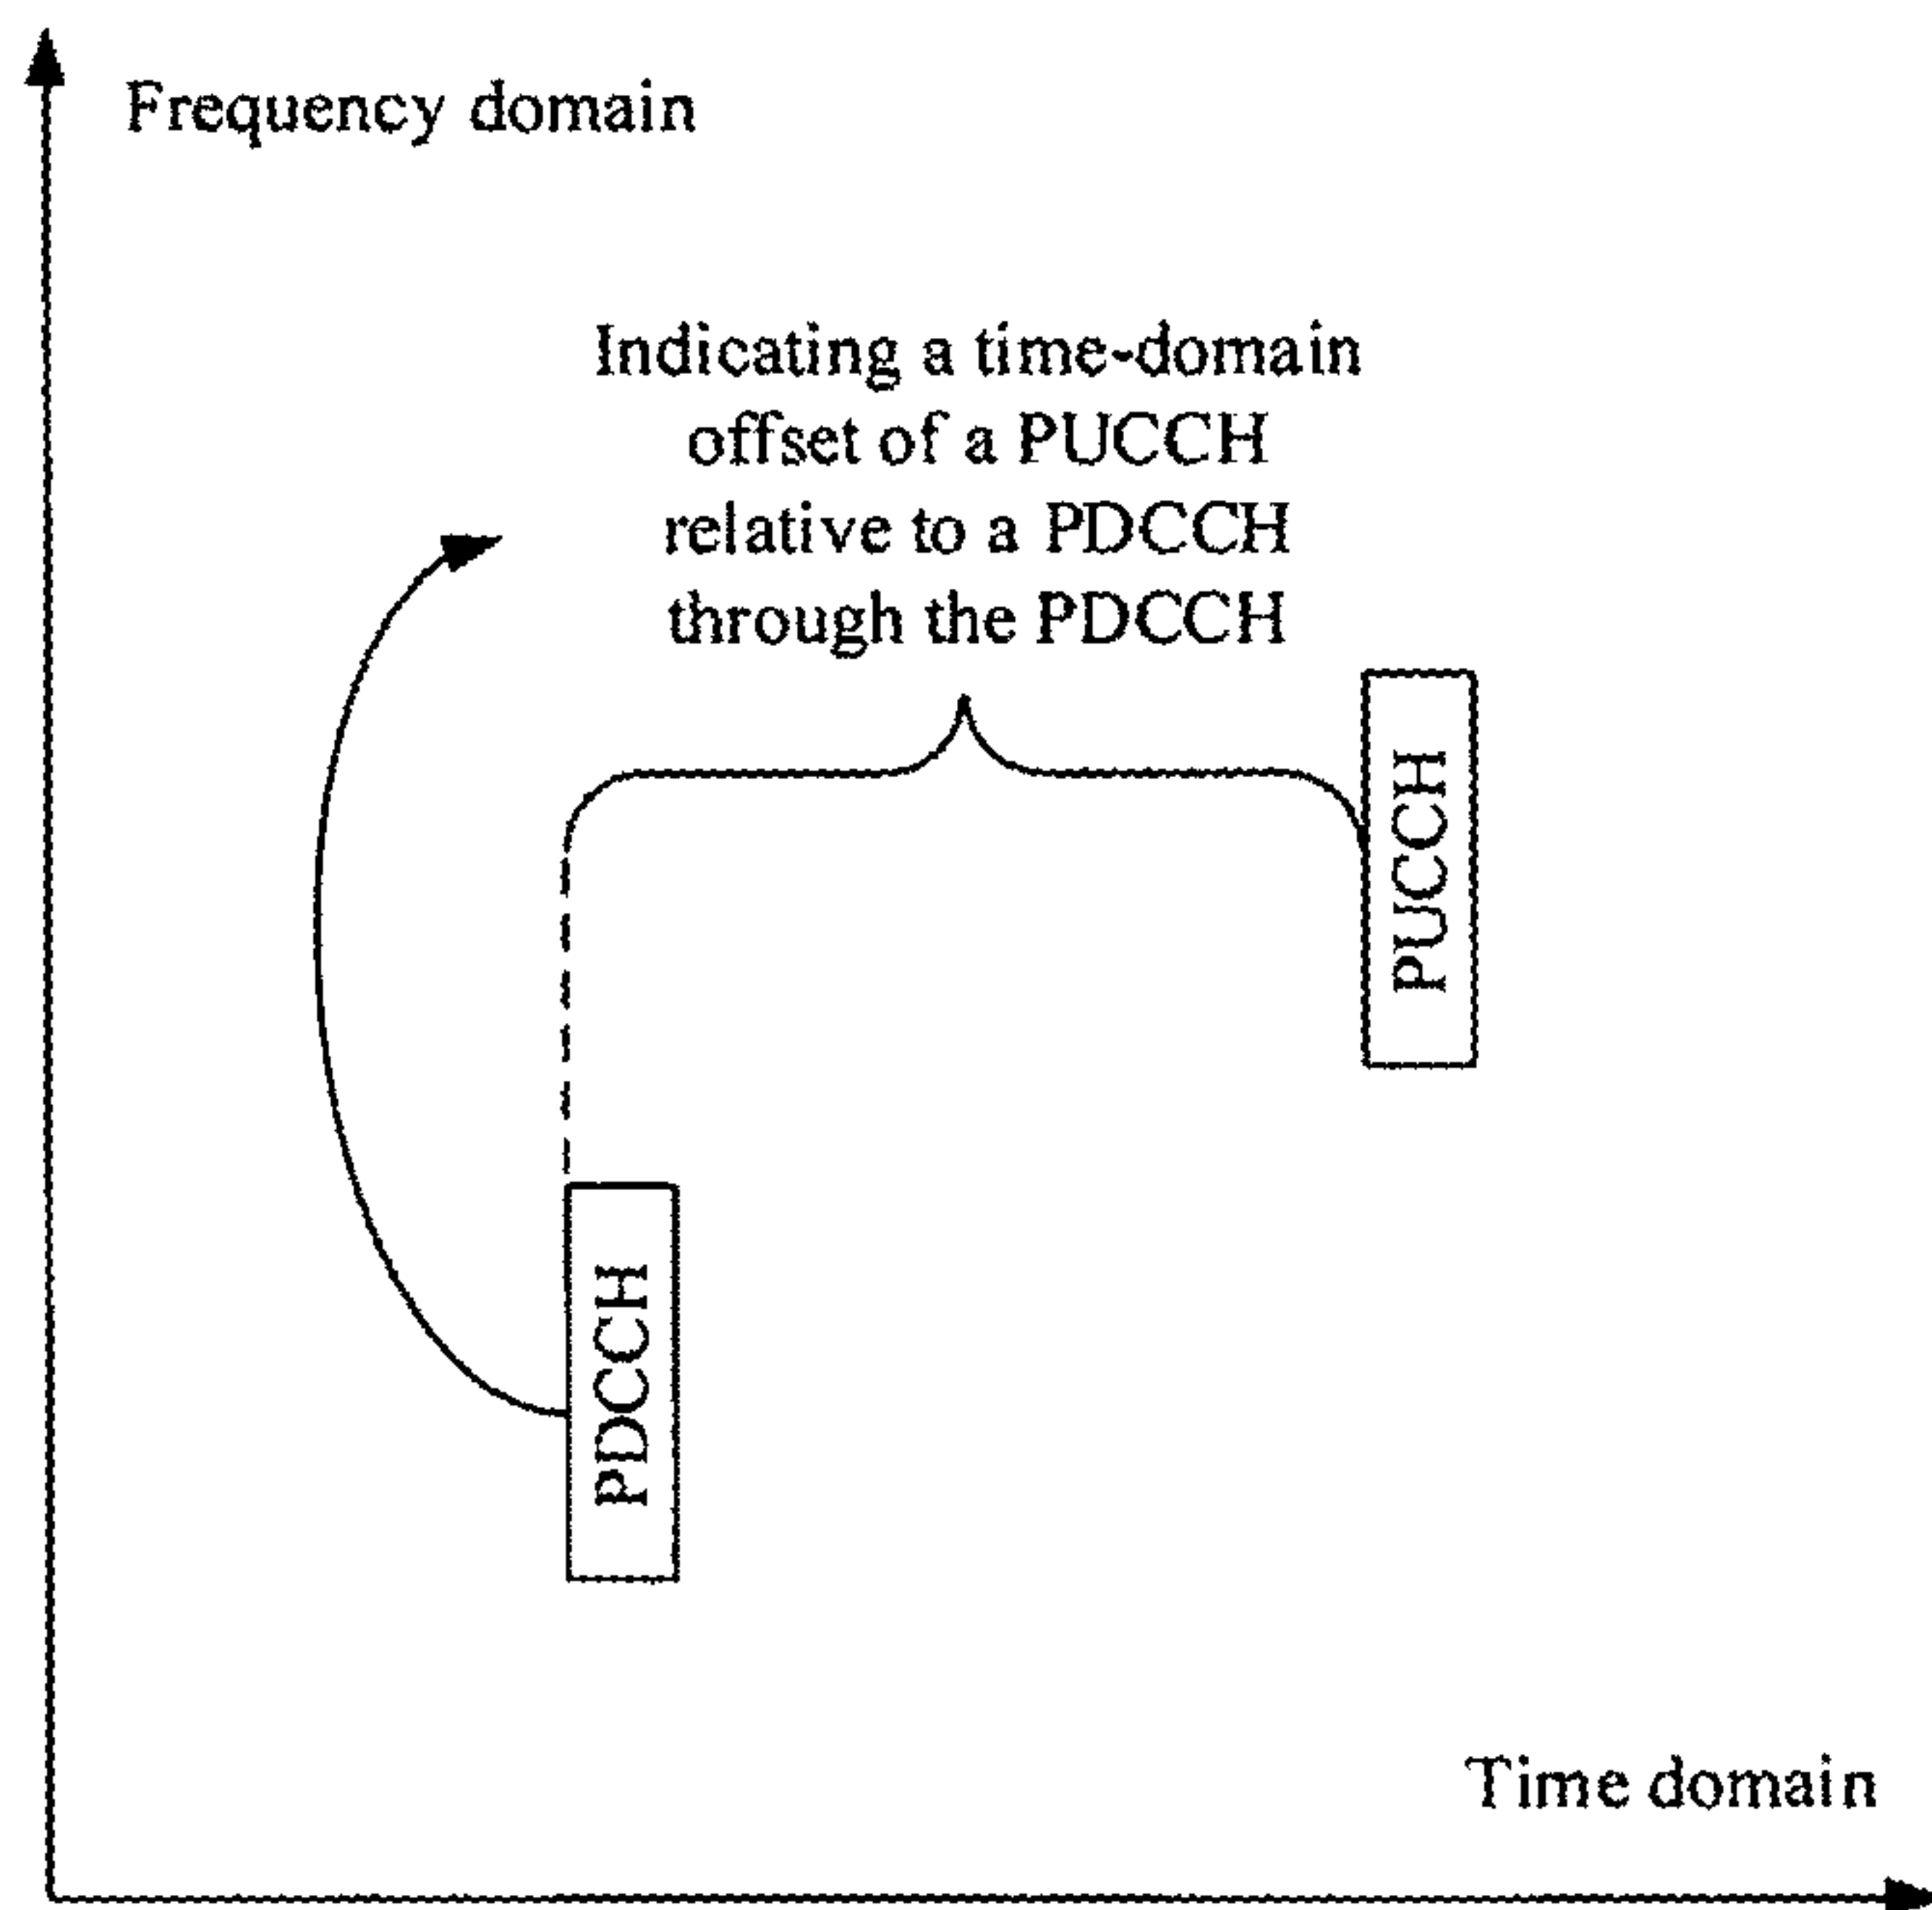 Frequency domain
Indicating a time-domain
offset of a PUCCH
relative to a PDCCH
through the PDCCH
PUCCH
PDCCH
Time domain